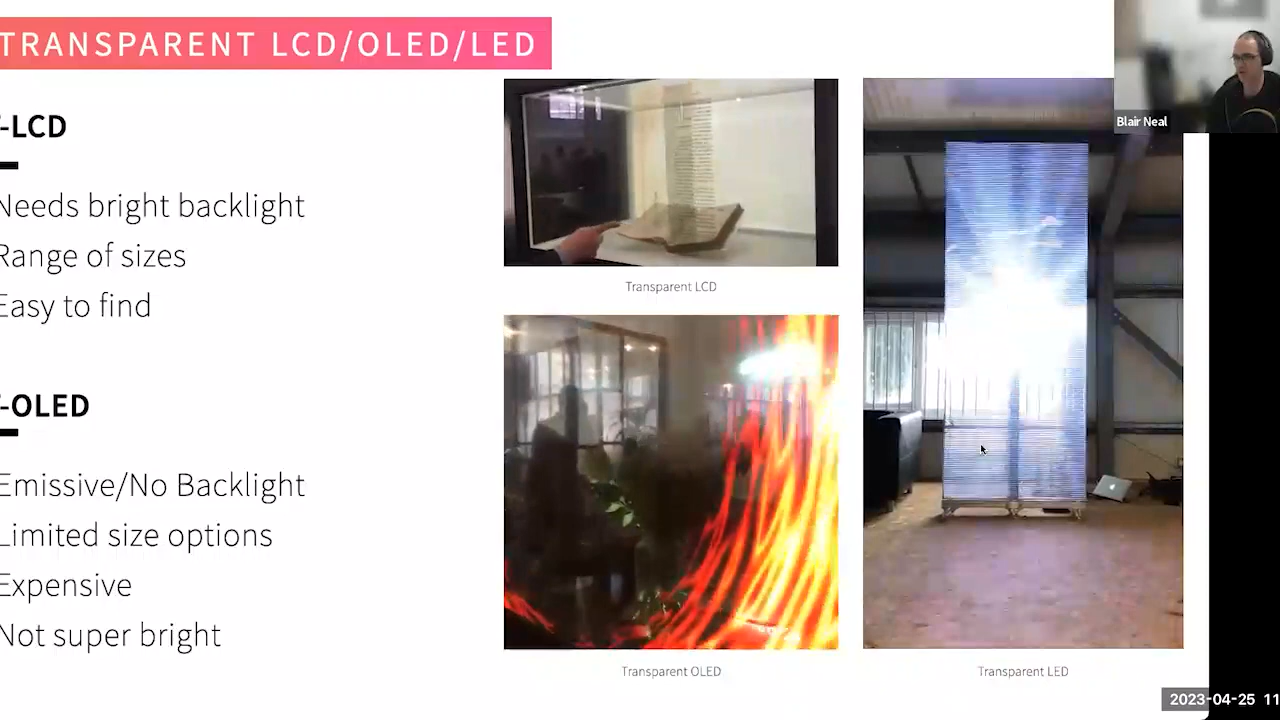 TRANSPARENT LCD/OLED/LED
-LCD
Needs bright backlight
Range of sizes
Easy to find
-OLED
Emissive/No Backlight
Limited size options
Expensive
Not super bright
Transparent LCD
Transparent OLED
Transparent LED
Blair Neal
2023-04-25 11